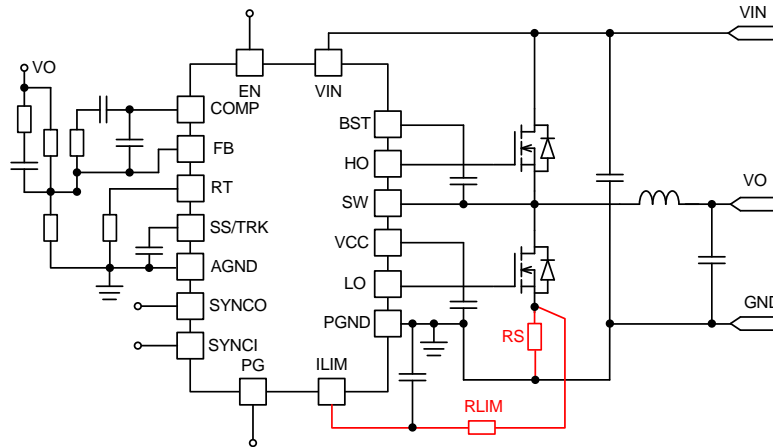 VIN
VO
EN
VIN
COMP
BST
FB
HO
RT
SW
VO
SS/TRK
VCC
AGND
LO
SYNCO
PGND
GND
RS
SYNCI
PG
ILIM
RLIM